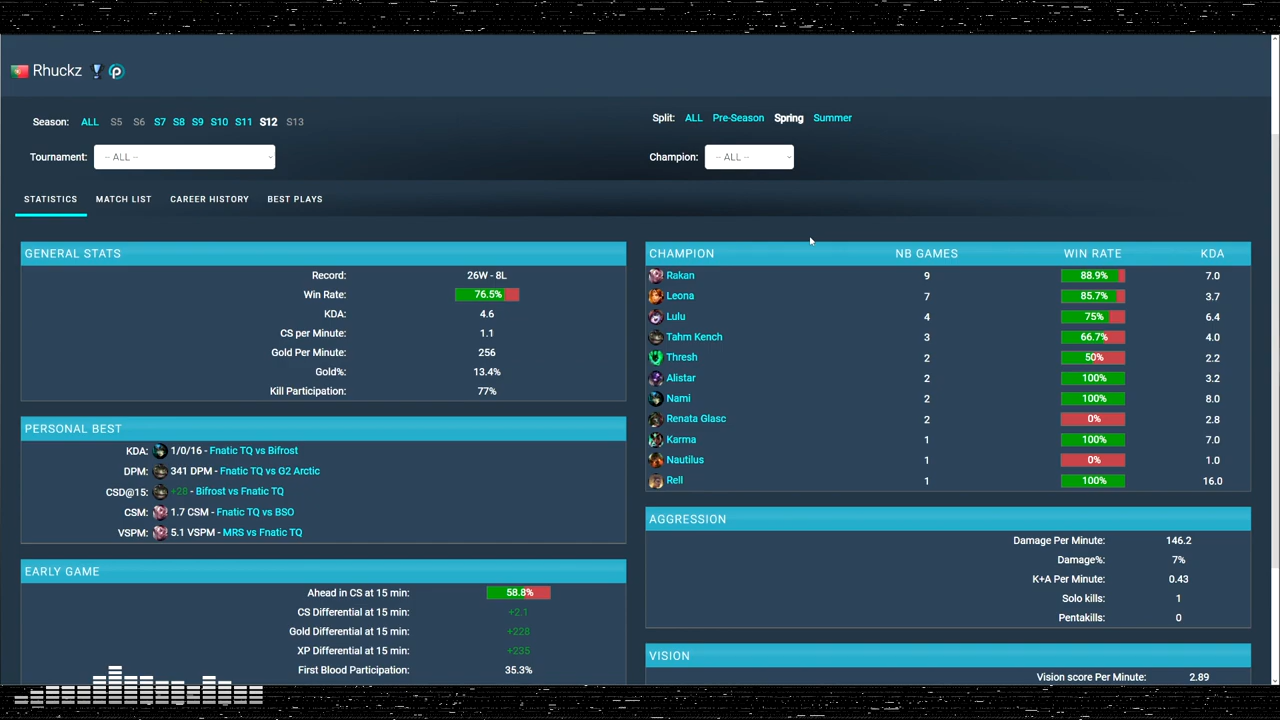 Rhuckz
Season: ALL S5 S6 S7 S8 S9 S10 S11 S12 S13
Split: ALL Pre-Season Spring Summer
Tournament: -- ALL --
Champion: -- ALL --
STATISTICS MATCH LIST CAREER HISTORY BEST PLAYS
GENERAL STATS
Record: 26W - 8L
Win Rate: 76.5%
KDA: 4.6
CS per Minute: 1.1
Gold Per Minute: 256
Gold%: 13.4%
Kill Participation: 77%
PERSONAL BEST
KDA: 1/0/16 - Fnatic TQ vs Bifrost
DPM: 341 DPM - Fnatic TQ vs G2 Arctic
CSD@15: +28 - Bifrost vs Fnatic TQ
CSM: 1.7 CSM - Fnatic TQ vs BSO
VSPM: 5.1 VSPM - MRS vs Fnatic TQ
EARLY GAME
Ahead in CS at 15 min: 58.8%
CS Differential at 15 min: +2.1
Gold Differential at 15 min: +228
XP Differential at 15 min: +235
First Blood Participation: 35.3%
CHAMPION NB GAMES WIN RATE KDA
Rakan 9 88.9% 7.0
Leona 7 85.7% 3.7
Lulu 4 75% 6.4
Tahm Kench 3 66.7% 4.0
Thresh 2 50% 2.2
Alistar 2 100% 3.2
Nami 2 100% 8.0
Renata Glasc 2 0% 2.8
Karma 1 100% 7.0
Nautilus 1 0% 1.0
Rell 1 100% 16.0
AGGRESSION
Damage Per Minute: 146.2
Damage%: 7%
K+A Per Minute: 0.43
Solo kills: 1
Pentakills: 0
VISION
Vision score Per Minute: 2.89